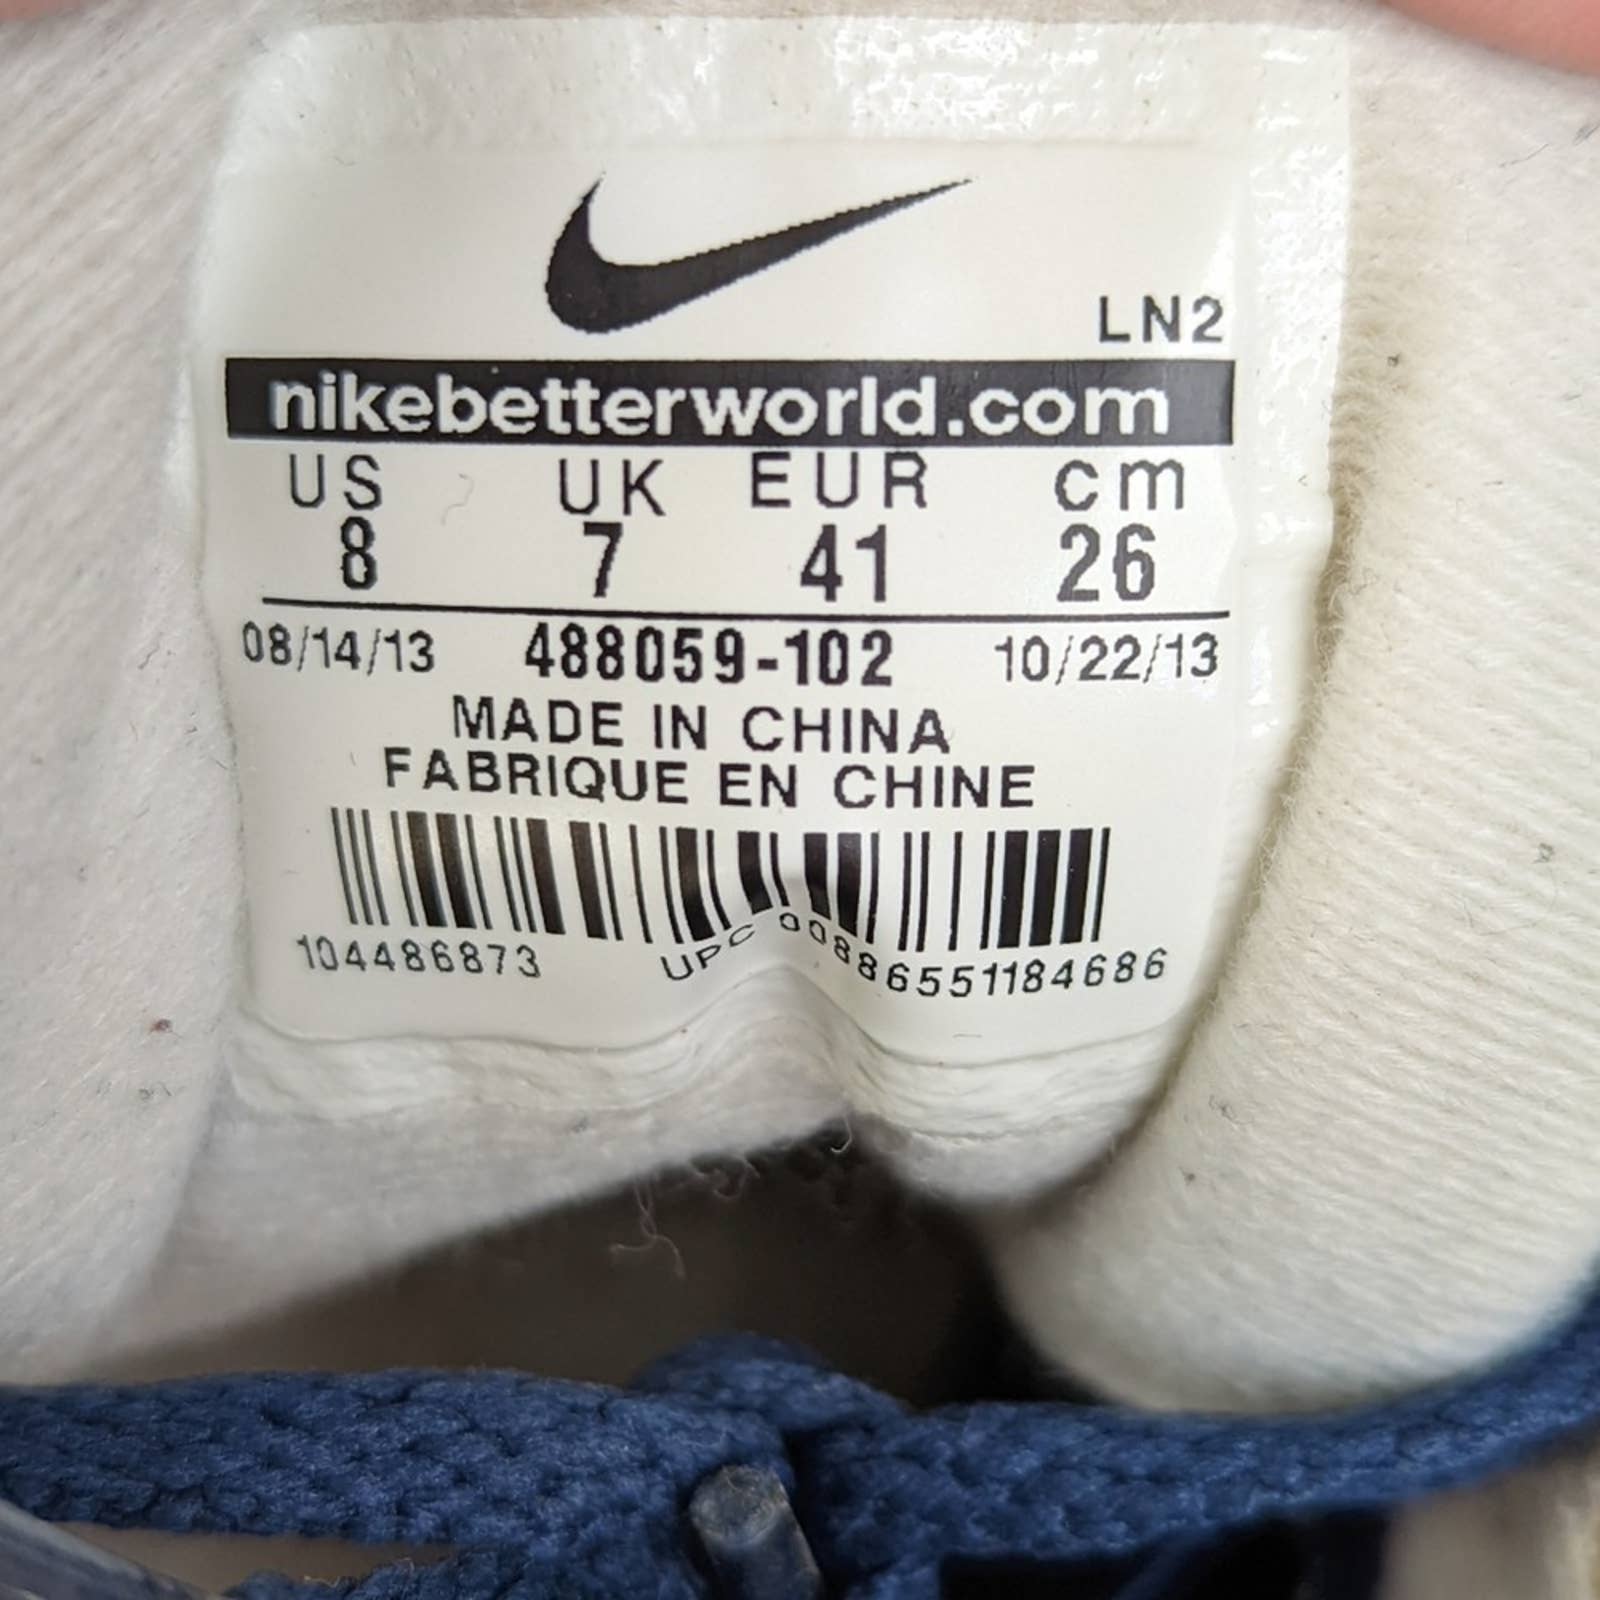 LN2
nikebetterworld.com
US UK EUR cm
8 7 41 26
08/14/13 488059-102 10/22/13
MADE IN CHINA
FABRIQUE EN CHINE
104486873 UPC 00886551184686